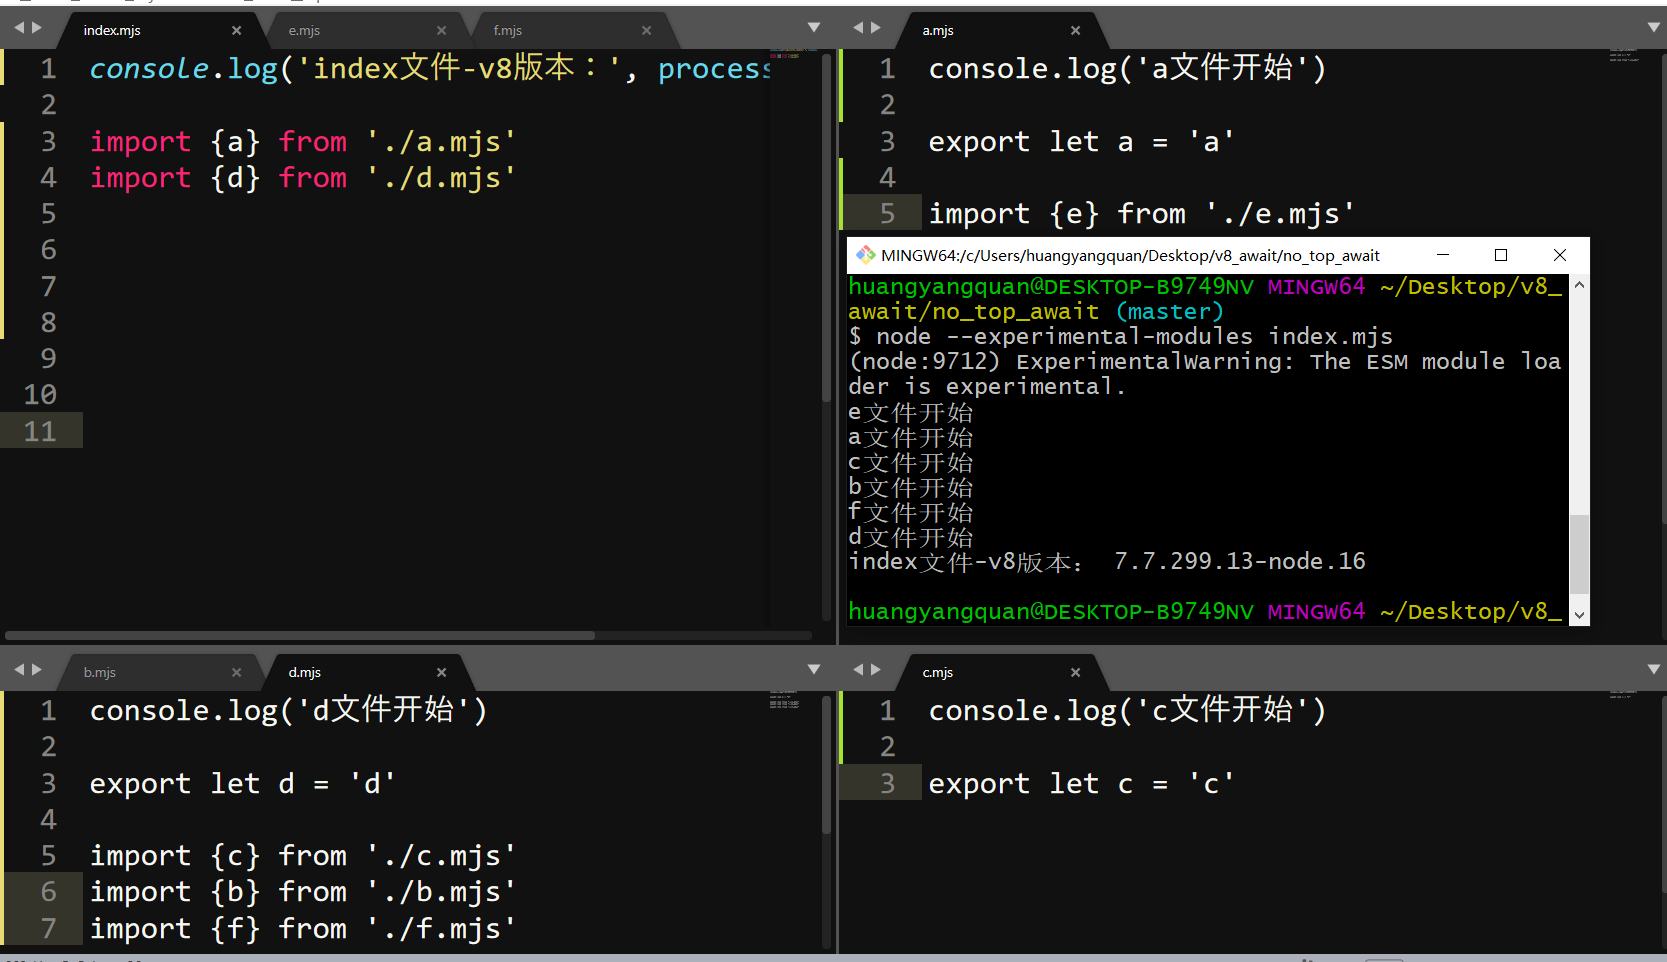 index.mjs
e.mjs
f.mjs
1 console.log('index文件-v8版本：', process
2
3 import {a} from './a.mjs'
4 import {d} from './d.mjs'
5
6
7
8
9
10
11
a.mjs
1 console.log('a文件开始')
2
3 export let a = 'a'
4
5 import {e} from './e.mjs'
MINGW64:/c/Users/huangyangquan/Desktop/v8_await/no_top_await
huangyangquan@DESKTOP-B9749NV MINGW64 ~/Desktop/v8_
await/no_top_await (master)
$ node --experimental-modules index.mjs
(node:9712) ExperimentalWarning: The ESM module loa
der is experimental.
e文件开始
a文件开始
c文件开始
b文件开始
f文件开始
d文件开始
index文件-v8版本： 7.7.299.13-node.16
huangyangquan@DESKTOP-B9749NV MINGW64 ~/Desktop/v8_
b.mjs
d.mjs
1 console.log('d文件开始')
2
3 export let d = 'd'
4
5 import {c} from './c.mjs'
6 import {b} from './b.mjs'
7 import {f} from './f.mjs'
c.mjs
1 console.log('c文件开始')
2
3 export let c = 'c'